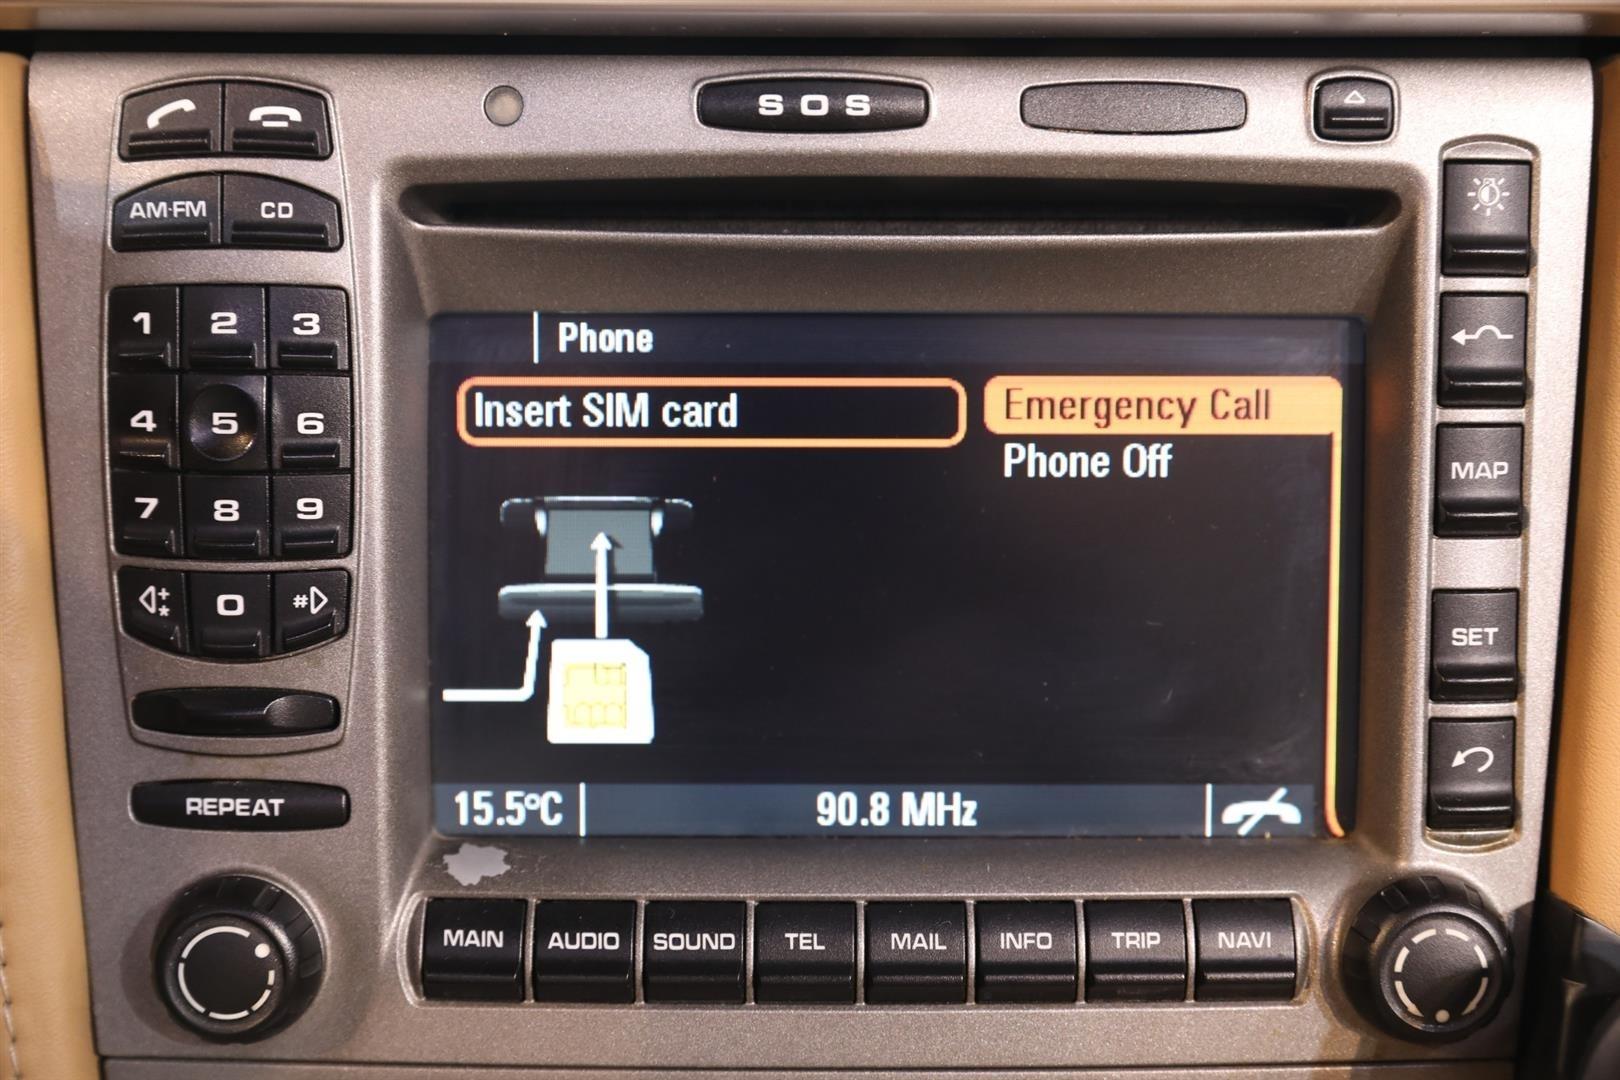 SOS
AM·FM CD
1 2 3
4 5 6
7 8 9
+* 0 #
REPEAT
Phone
Insert SIM card
Emergency Call
Phone Off
15.5°C
90.8 MHz
MAP
SET
MAIN AUDIO SOUND TEL MAIL INFO TRIP NAVI